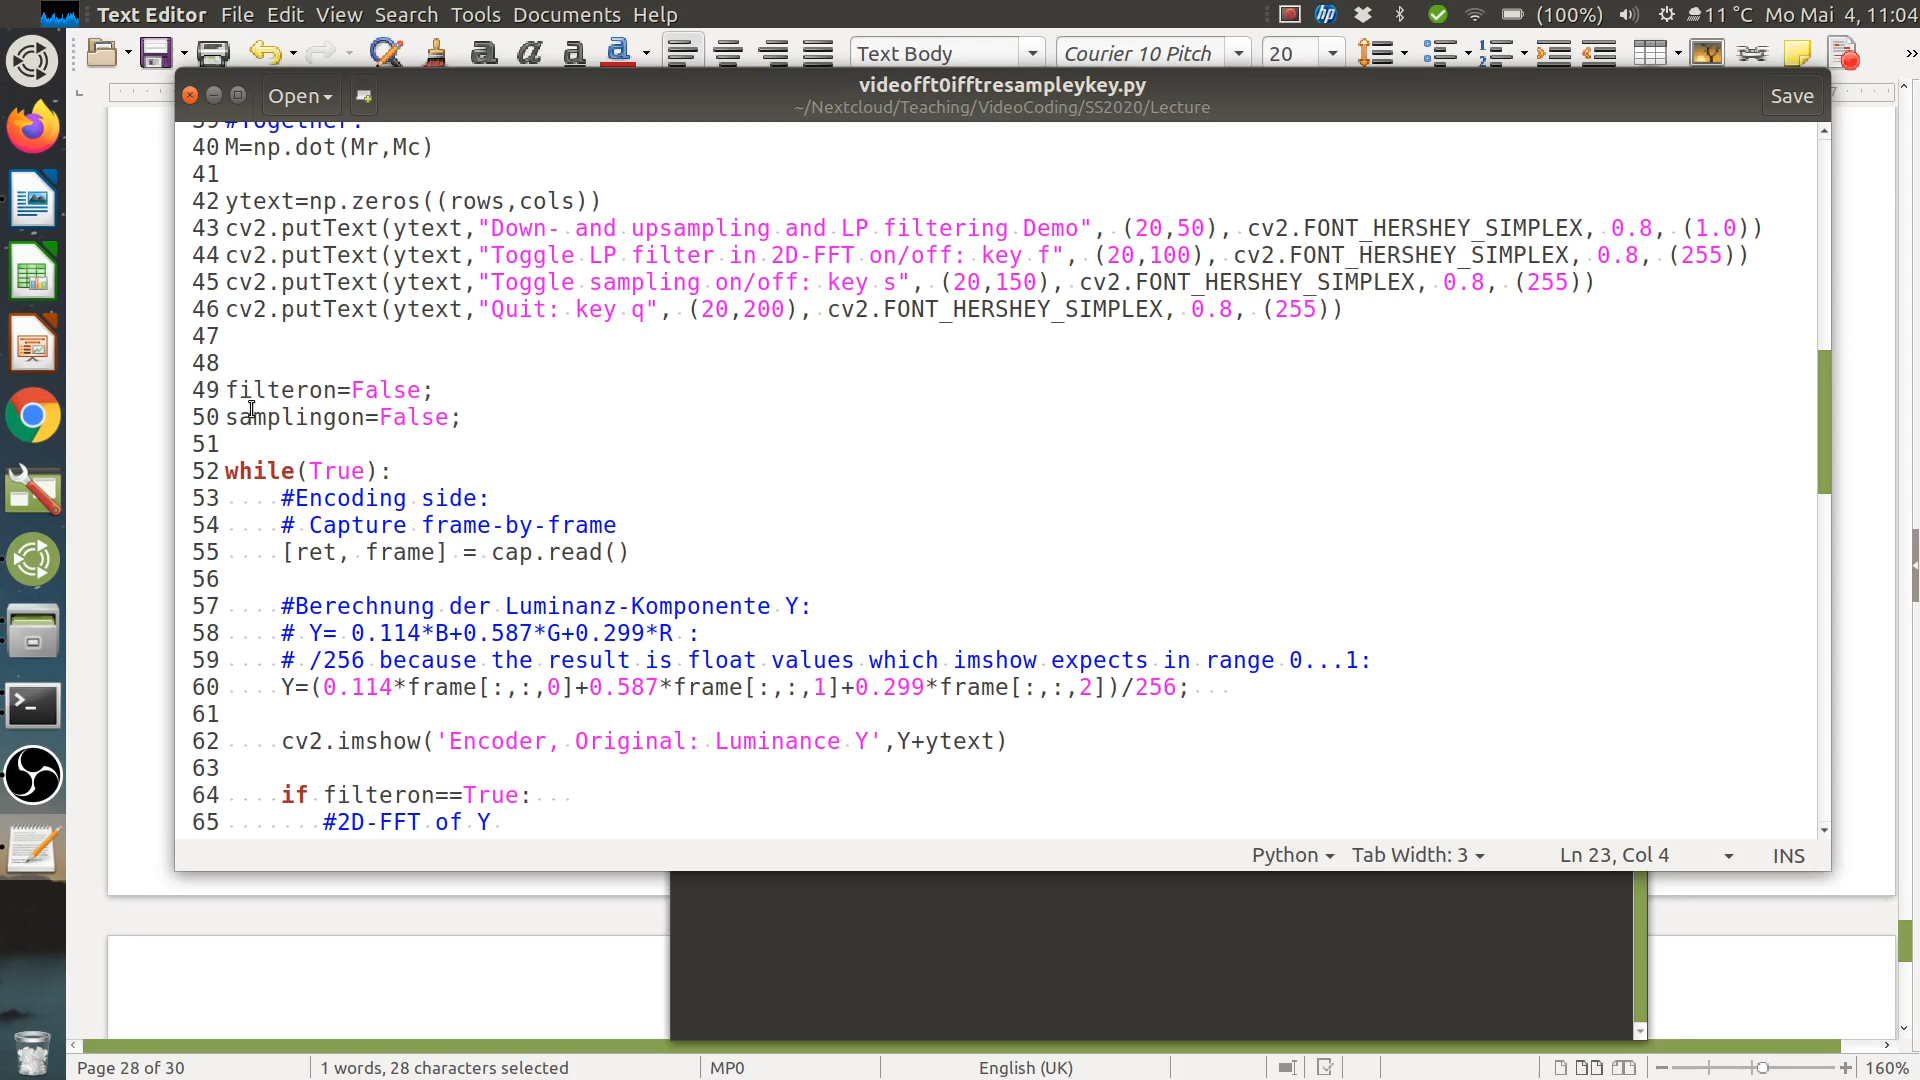 Text Editor File Edit View Search Tools Documents Help
(100%) 11 °C Mo Mai 4, 11:04
Text Body Courier 10 Pitch 20
Open videofft0ifftresampleykey.py Save
~/Nextcloud/Teaching/VideoCoding/SS2020/Lecture
39 #Together:
40 M=np.dot(Mr,Mc)
41
42 ytext=np.zeros((rows,cols))
43 cv2.putText(ytext,"Down- and upsampling and LP filtering Demo", (20,50), cv2.FONT_HERSHEY_SIMPLEX, 0.8, (1.0))
44 cv2.putText(ytext,"Toggle LP filter in 2D-FFT on/off: key f", (20,100), cv2.FONT_HERSHEY_SIMPLEX, 0.8, (255))
45 cv2.putText(ytext,"Toggle sampling on/off: key s", (20,150), cv2.FONT_HERSHEY_SIMPLEX, 0.8, (255))
46 cv2.putText(ytext,"Quit: key q", (20,200), cv2.FONT_HERSHEY_SIMPLEX, 0.8, (255))
47
48
49 filteron=False;
50 samplingon=False;
51
52 while(True):
53 #Encoding side:
54 # Capture frame-by-frame
55 [ret, frame] = cap.read()
56
57 #Berechnung der Luminanz-Komponente Y:
58 # Y= 0.114*B+0.587*G+0.299*R :
59 # /256 because the result is float values which imshow expects in range 0...1:
60 Y=(0.114*frame[:,:,0]+0.587*frame[:,:,1]+0.299*frame[:,:,2])/256;
61
62 cv2.imshow('Encoder, Original: Luminance Y',Y+ytext)
63
64 if filteron==True:
65 #2D-FFT of Y
Python Tab Width: 3 Ln 23, Col 4 INS
Page 28 of 30 1 words, 28 characters selected MP0 English (UK) 160%